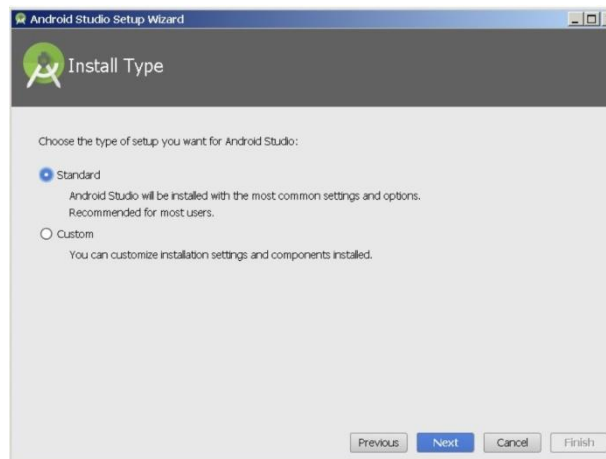 Android Studio Setup Wizard
Install Type
Choose the type of setup you want for Android Studio:
Standard
Android Studio will be installed with the most common settings and options.
Recommended for most users.
Custom
You can customize installation settings and components installed.
Previous Next Cancel Finish